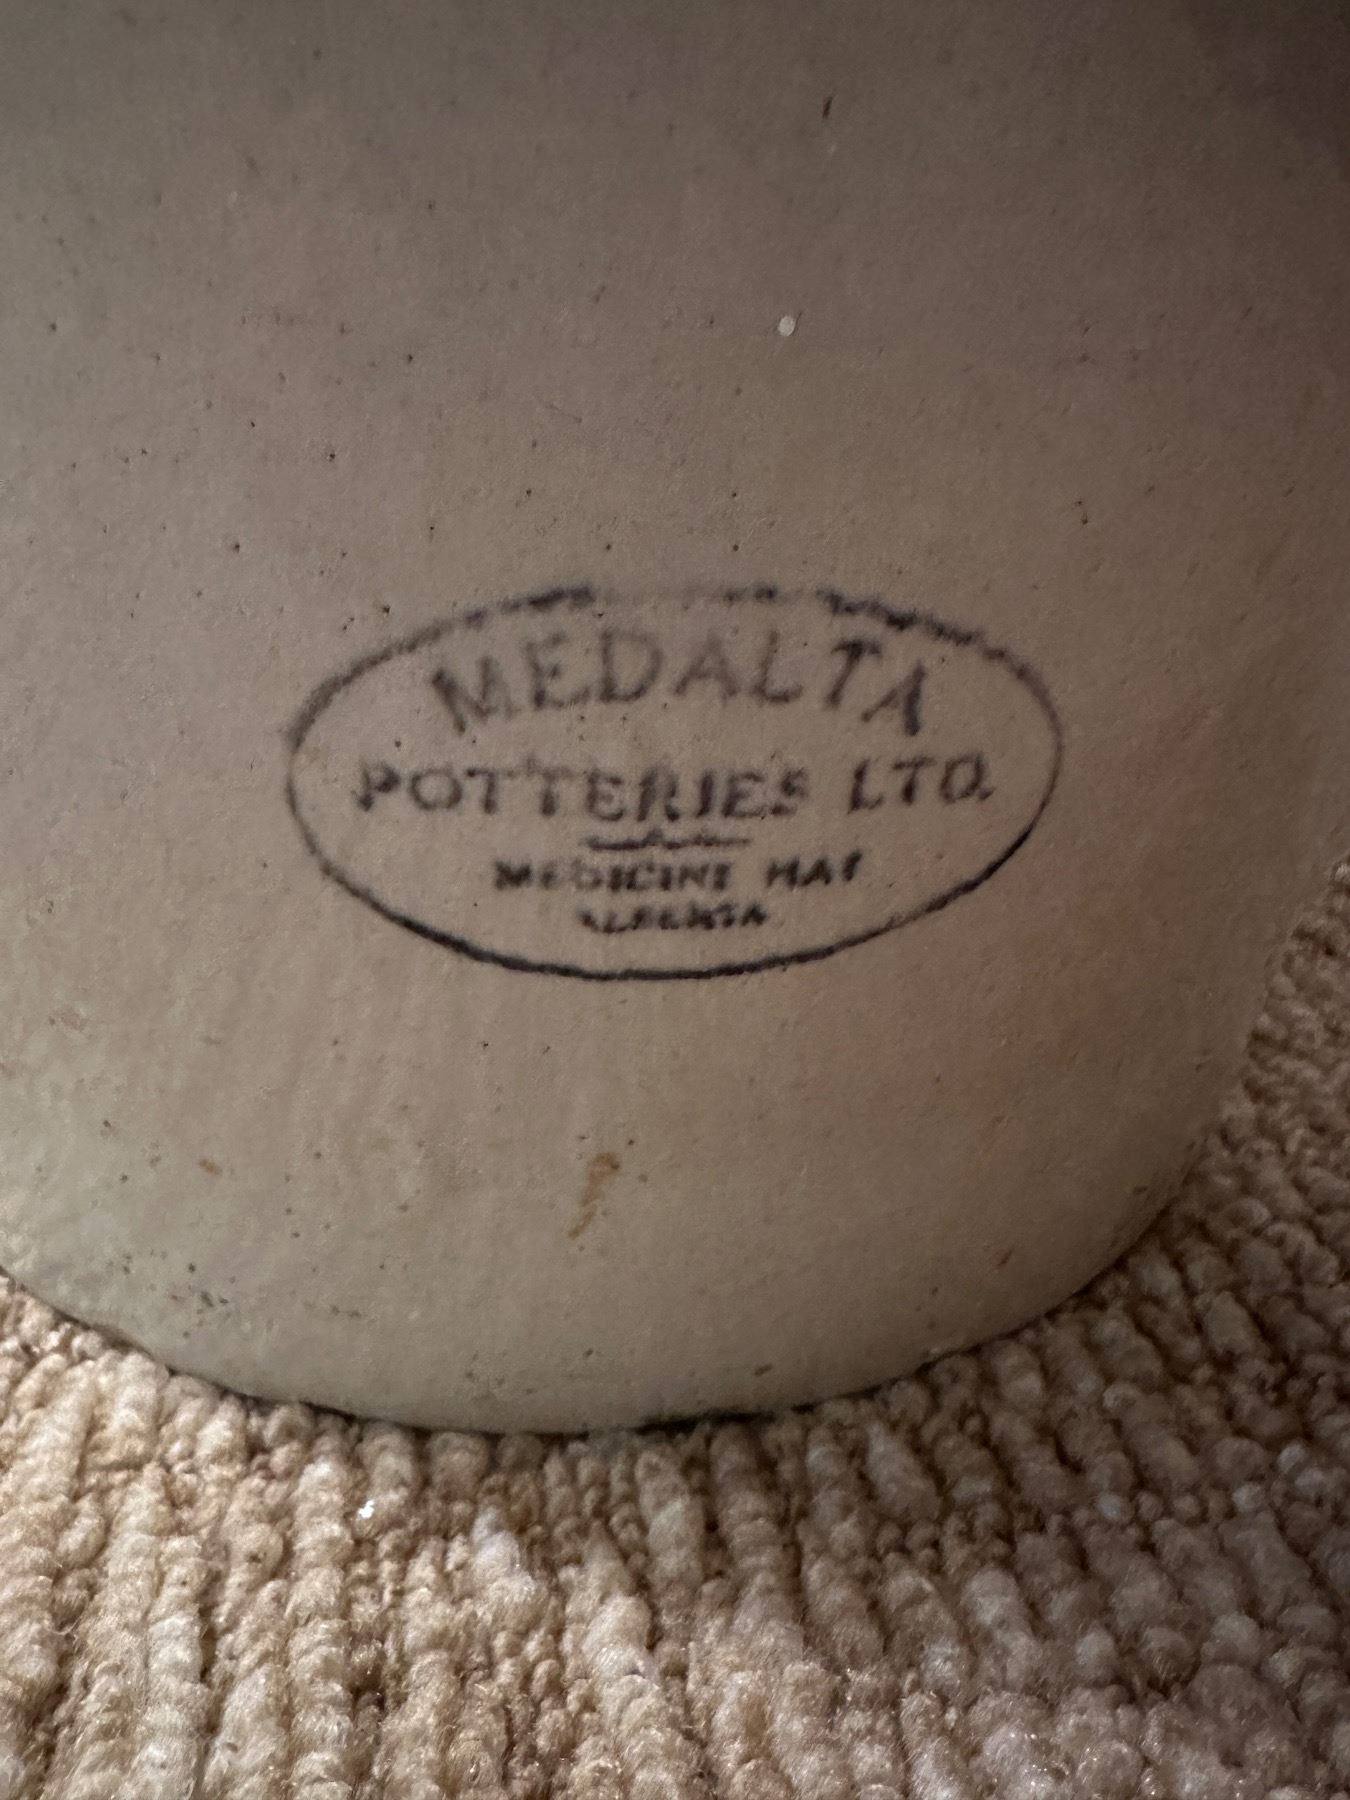 MEDALTA
POTTERIES LTD.
MEDICINE HAT
ALBERTA